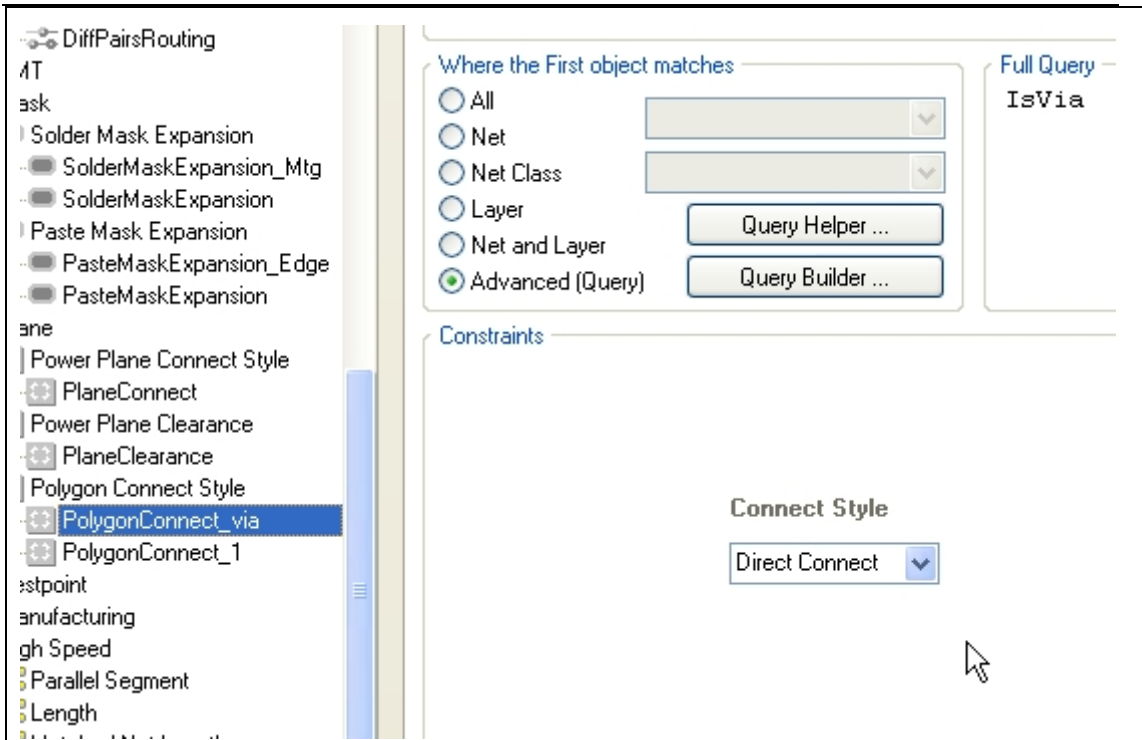 DiffPairsRouting
MT
ask
Solder Mask Expansion
SolderMaskExpansion_Mtg
SolderMaskExpansion
Paste Mask Expansion
PasteMaskExpansion_Edge
PasteMaskExpansion
ane
Power Plane Connect Style
PlaneConnect
Power Plane Clearance
PlaneClearance
Polygon Connect Style
PolygonConnect_via
PolygonConnect_1
estpoint
anufacturing
gh Speed
Parallel Segment
Length
Where the First object matches
All
Net
Net Class
Layer
Net and Layer
Advanced (Query)
Query Helper ...
Query Builder ...
Full Query
IsVia
Constraints
Connect Style
Direct Connect